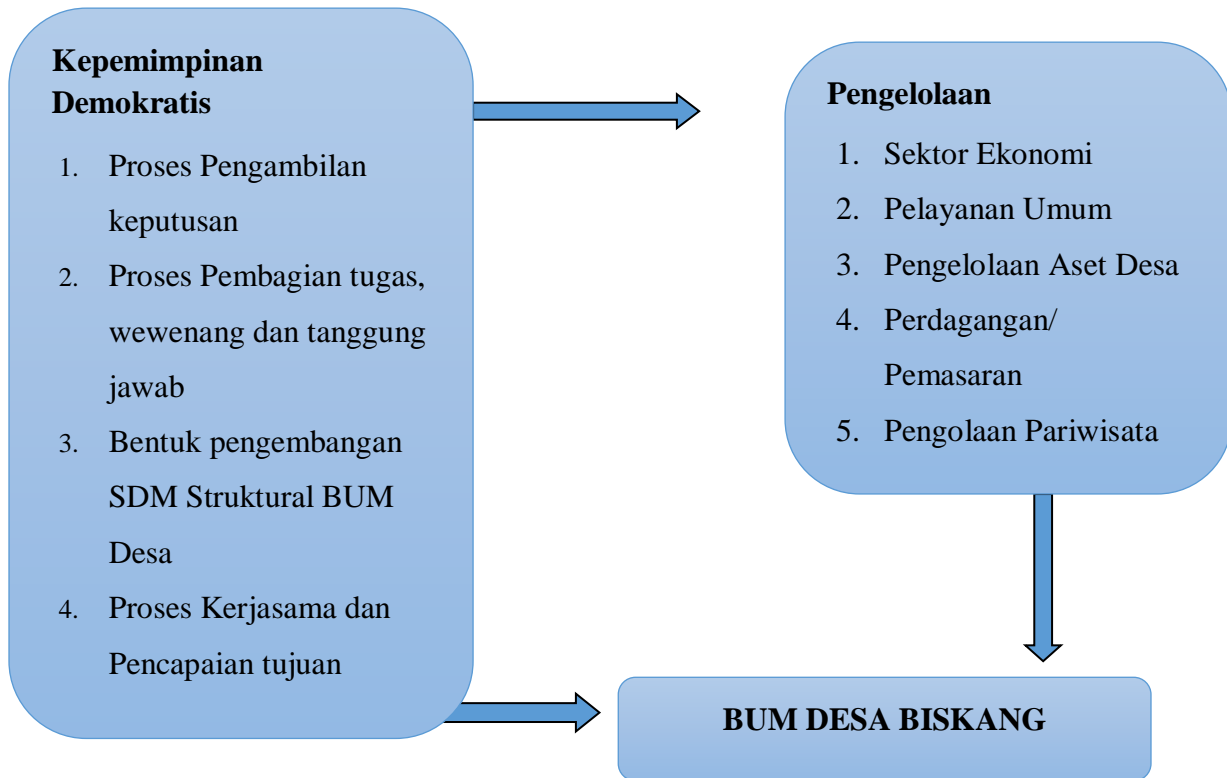 Kepemimpinan
Demokratis
1. Proses Pengambilan
keputusan
2. Proses Pembagian tugas,
wewenang dan tanggung
jawab
3. Bentuk pengembangan
SDM Struktural BUM
Desa
4. Proses Kerjasama dan
Pencapaian tujuan
Pengelolaan
1. Sektor Ekonomi
2. Pelayanan Umum
3. Pengelolaan Aset Desa
4. Perdagangan/
Pemasaran
5. Pengolaan Pariwisata
BUM DESA BISKANG